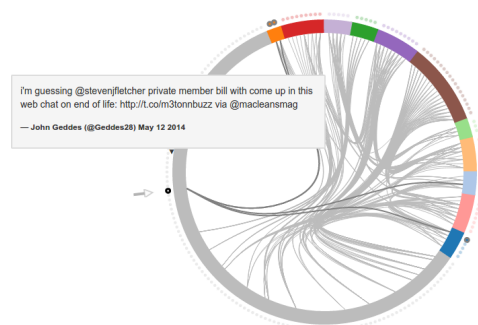 i'm guessing @stevenjfletcher private member bill with come up in this
web chat on end of life: http://t.co/m3tonnbuzz via @macleansmag
— John Geddes (@Geddes28) May 12 2014